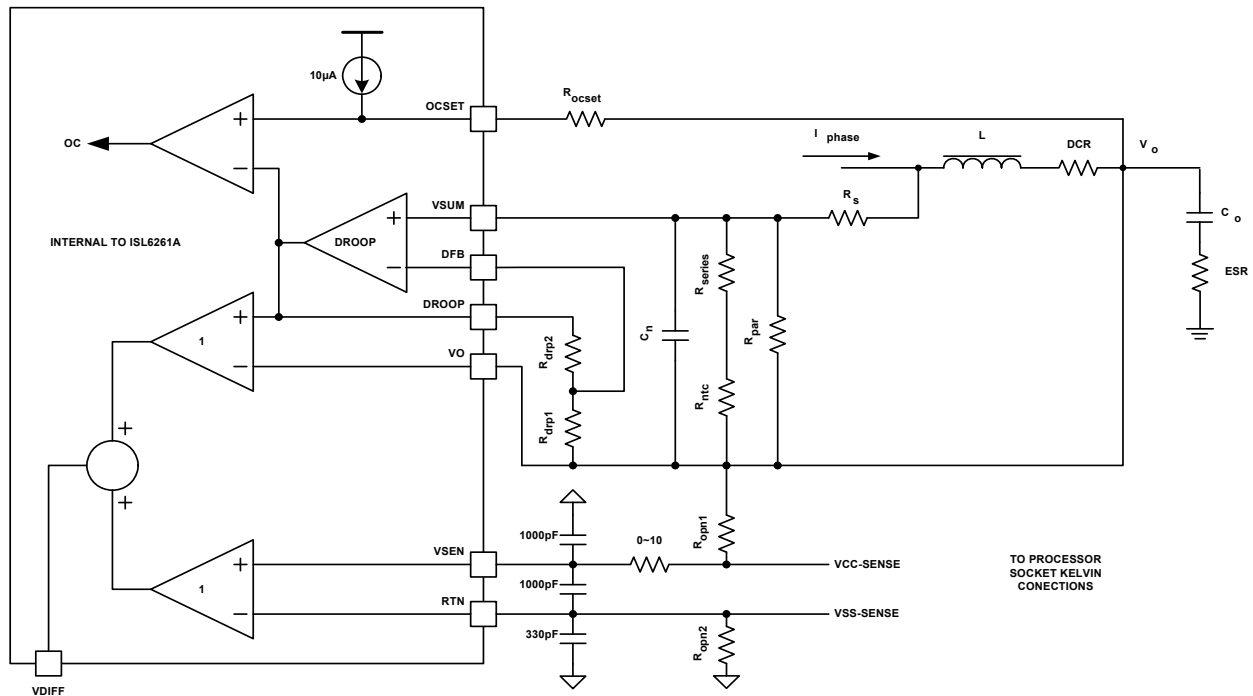 10µA
OCSET
R ocset
I phase
L
DCR
V o
OC
+
−
VSUM
R s
C o
INTERNAL TO ISL6261A
DROOP
+
−
DFB
R series
ESR
DROOP
C n
R par
+
1
−
VO
R drp2
R ntc
R drp1
+
+
1000pF
0~10
R opn1
VSEN
+
VCC-SENSE
TO PROCESSOR
SOCKET KELVIN
CONECTIONS
1
1000pF
RTN
−
VSS-SENSE
330pF
R opn2
VDIFF